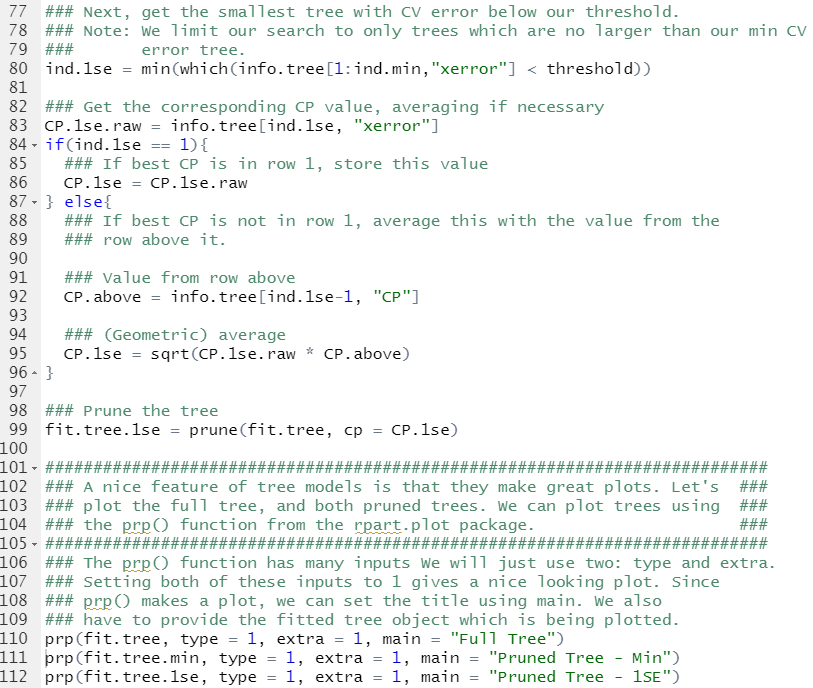 77 ### Next, get the smallest tree with CV error below our threshold.
78 ### Note: We limit our search to only trees which are no larger than our min CV
79 ###       error tree.
80 ind.1se = min(which(info.tree[1:ind.min,"xerror"] < threshold))
81
82 ### Get the corresponding CP value, averaging if necessary
83 CP.1se.raw = info.tree[ind.1se, "xerror"]
84 if(ind.1se == 1){
85   ### If best CP is in row 1, store this value
86   CP.1se = CP.1se.raw
87 } else{
88   ### If best CP is not in row 1, average this with the value from the
89   ### row above it.
90
91   ### Value from row above
92   CP.above = info.tree[ind.1se-1, "CP"]
93
94   ### (Geometric) average
95   CP.1se = sqrt(CP.1se.raw * CP.above)
96 }
97
98 ### Prune the tree
99 fit.tree.1se = prune(fit.tree, cp = CP.1se)
100
101 ###########################################################################
102 ### A nice feature of tree models is that they make great plots. Let's  ###
103 ### plot the full tree, and both pruned trees. We can plot trees using  ###
104 ### the prp() function from the rpart.plot package.                     ###
105 ###########################################################################
106 ### The prp() function has many inputs We will just use two: type and extra.
107 ### Setting both of these inputs to 1 gives a nice looking plot. Since
108 ### prp() makes a plot, we can set the title using main. We also
109 ### have to provide the fitted tree object which is being plotted.
110 prp(fit.tree, type = 1, extra = 1, main = "Full Tree")
111 prp(fit.tree.min, type = 1, extra = 1, main = "Pruned Tree - Min")
112 prp(fit.tree.1se, type = 1, extra = 1, main = "Pruned Tree - 1SE")